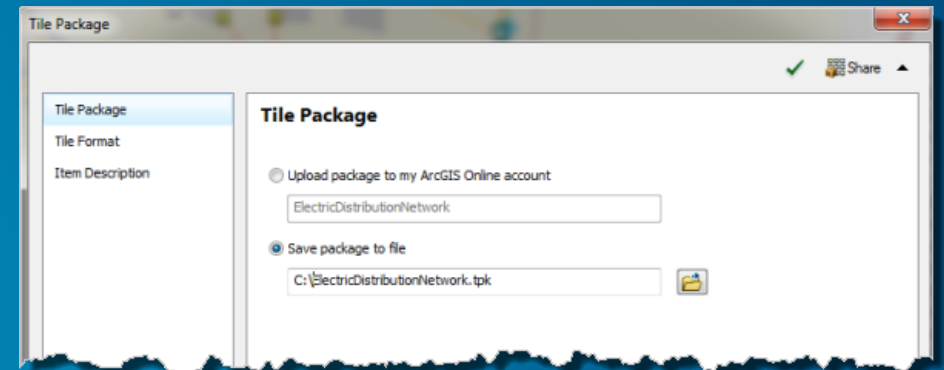 Tile Package
Share
Tile Package
Tile Format
Item Description
Tile Package
Upload package to my ArcGIS Online account
ElectricDistributionNetwork
Save package to file
C:\ElectricDistributionNetwork.tpk